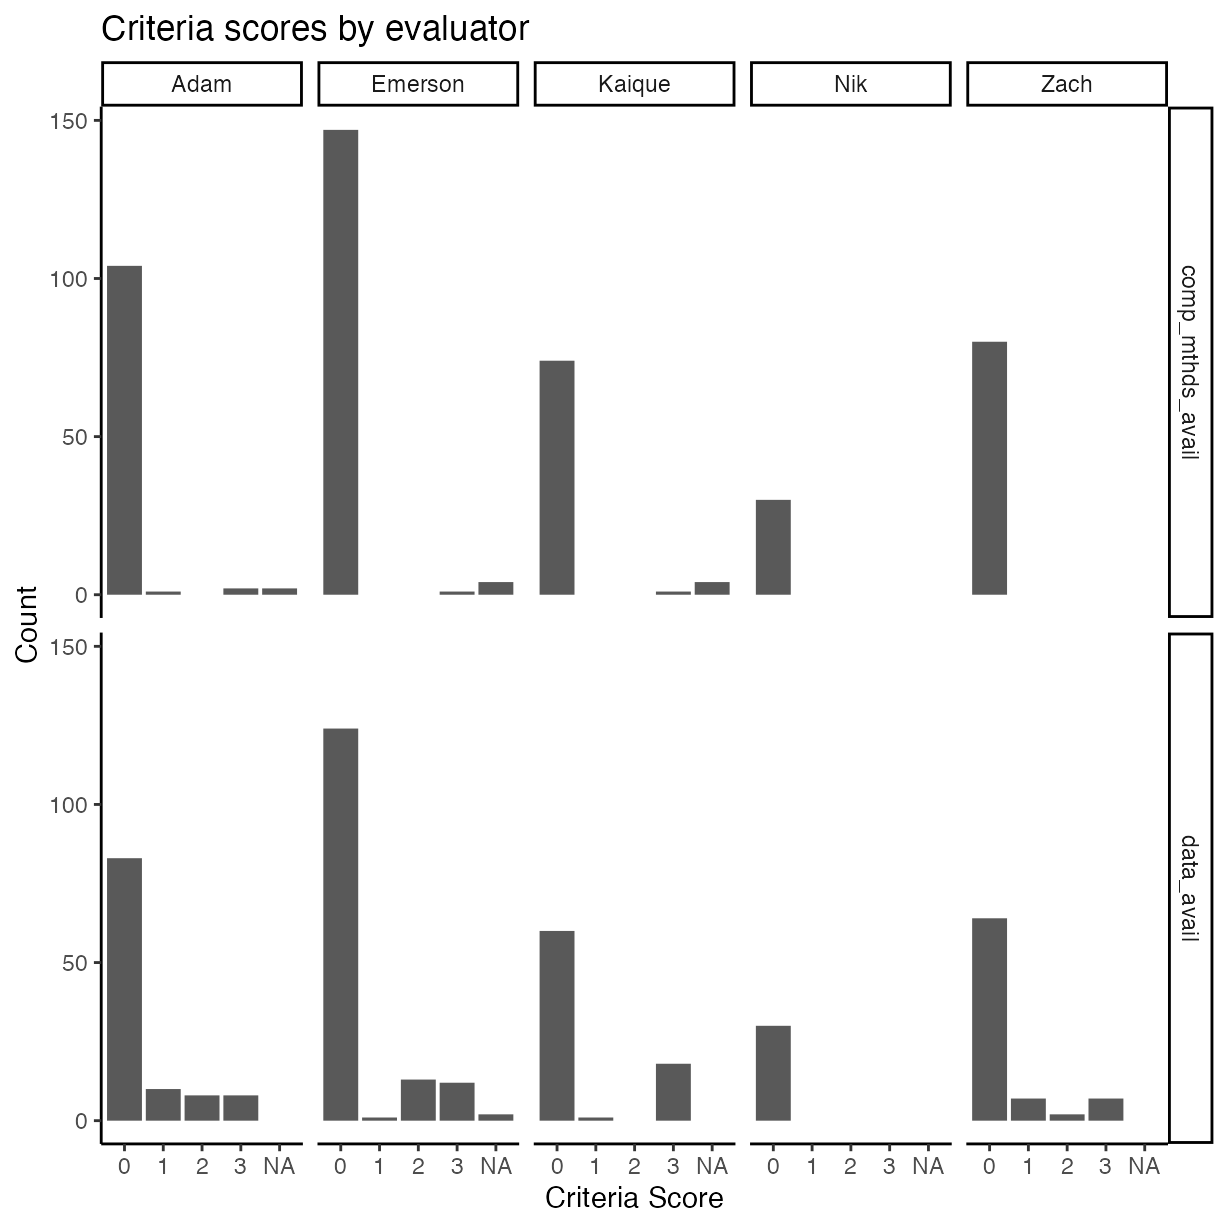 Criteria scores by evaluator
Adam Emerson Kaique Nik Zach
150
100
50
0
comp_mthds_avail
Count
150
100
50
0
data_avail
0 1 2 3 NA 0 1 2 3 NA 0 1 2 3 NA 0 1 2 3 NA 0 1 2 3 NA
Criteria Score